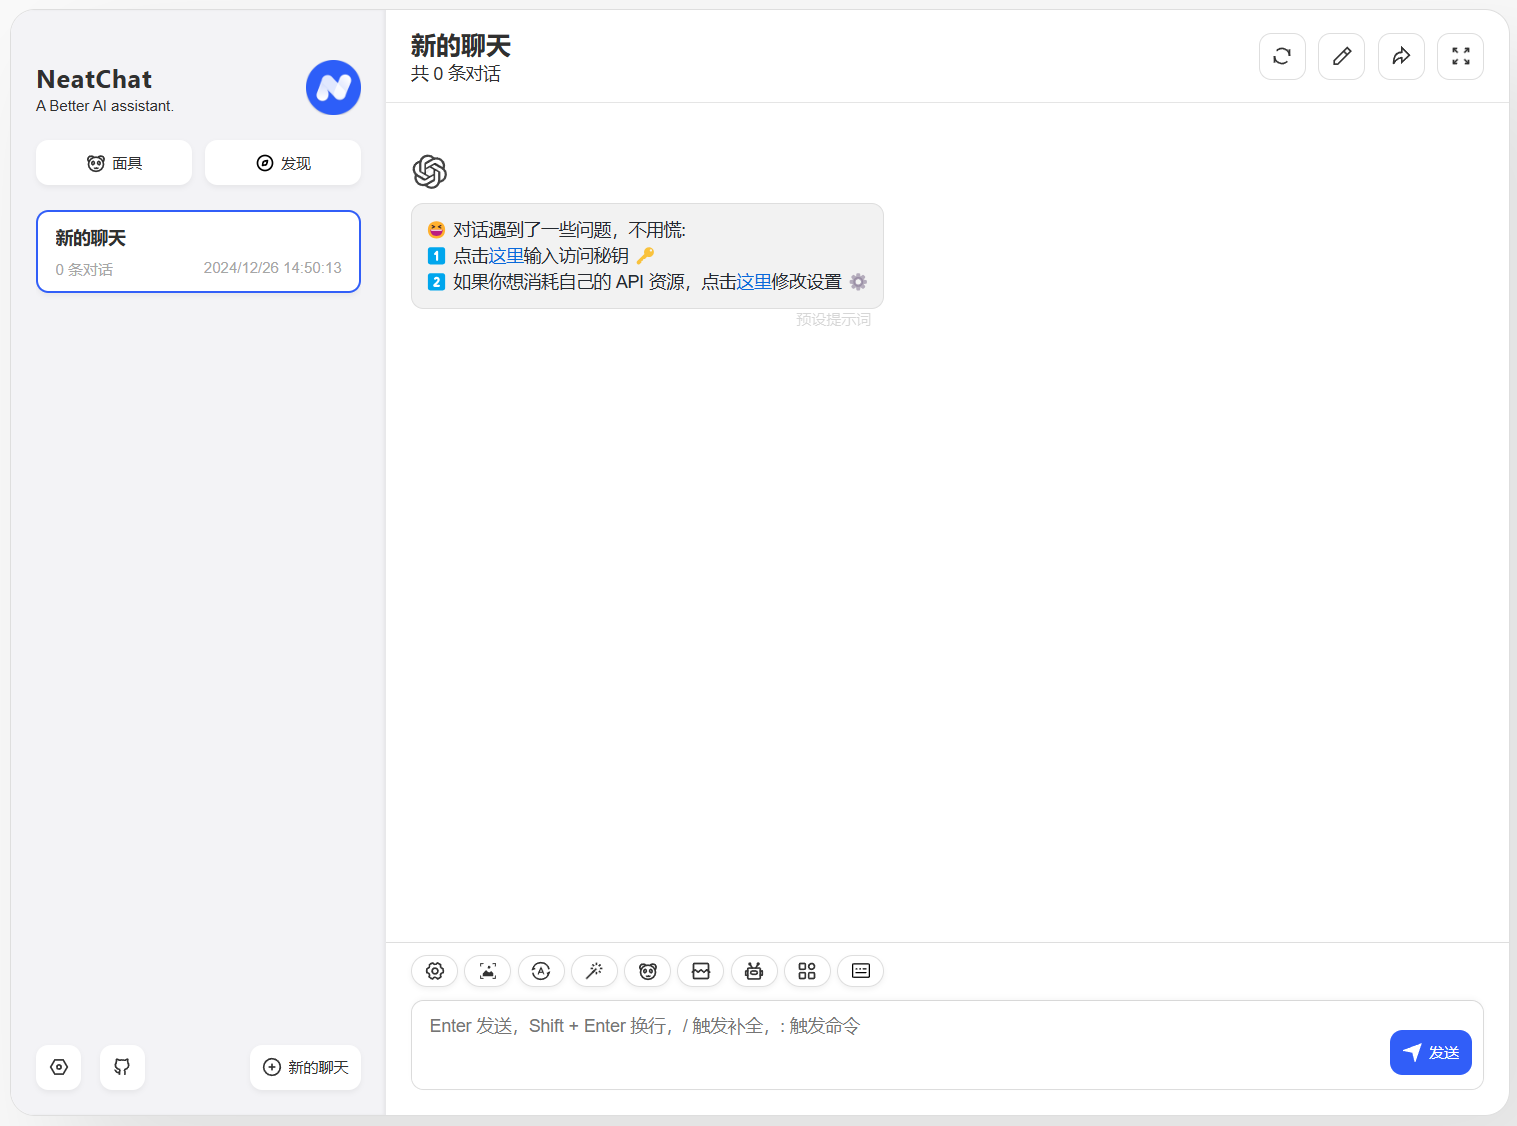 NeatChat
A Better AI assistant.
面具
发现
新的聊天
0 条对话
2024/12/26 14:50:13
新的聊天
新的聊天
共 0 条对话
😆 对话遇到了一些问题，不用慌:
1️⃣ 点击这里输入访问秘钥 🔑
2️⃣ 如果你想消耗自己的 API 资源，点击这里修改设置 ⚙️
预设提示词
Enter 发送，Shift + Enter 换行，/ 触发补全，: 触发命令
发送